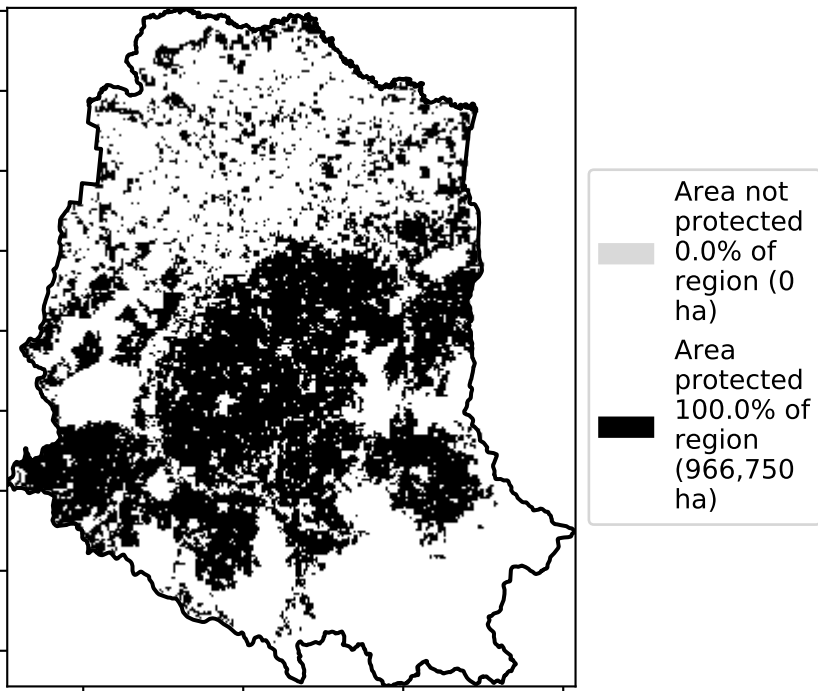 Area not
protected
0.0% of
region (0
ha)
Area
protected
100.0% of
region
(966,750
ha)